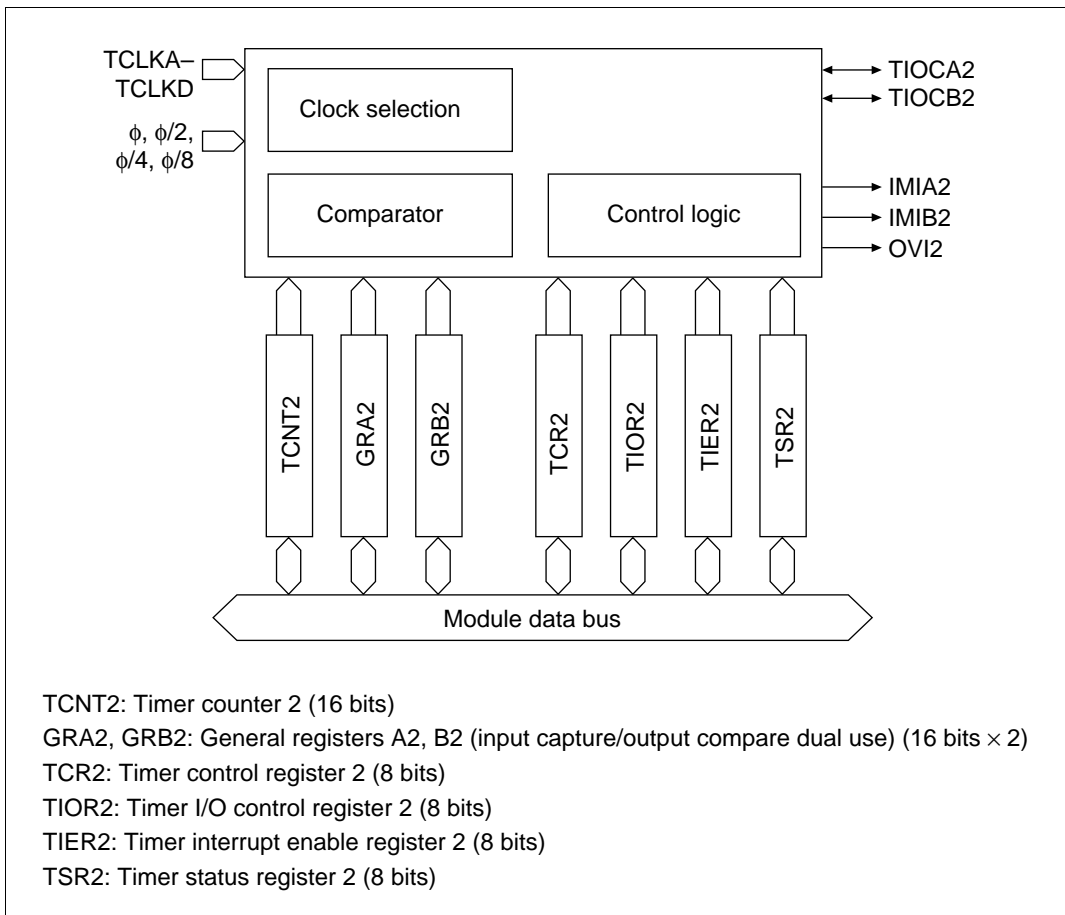 TCLKA–
TCLKD
ϕ, ϕ/2,
ϕ/4, ϕ/8
Clock selection
Comparator
Control logic
TIOCA2
TIOCB2
IMIA2
IMIB2
OVI2
TCNT2
GRA2
GRB2
TCR2
TIOR2
TIER2
TSR2
Module data bus
TCNT2: Timer counter 2 (16 bits)
GRA2, GRB2: General registers A2, B2 (input capture/output compare dual use) (16 bits × 2)
TCR2: Timer control register 2 (8 bits)
TIOR2: Timer I/O control register 2 (8 bits)
TIER2: Timer interrupt enable register 2 (8 bits)
TSR2: Timer status register 2 (8 bits)